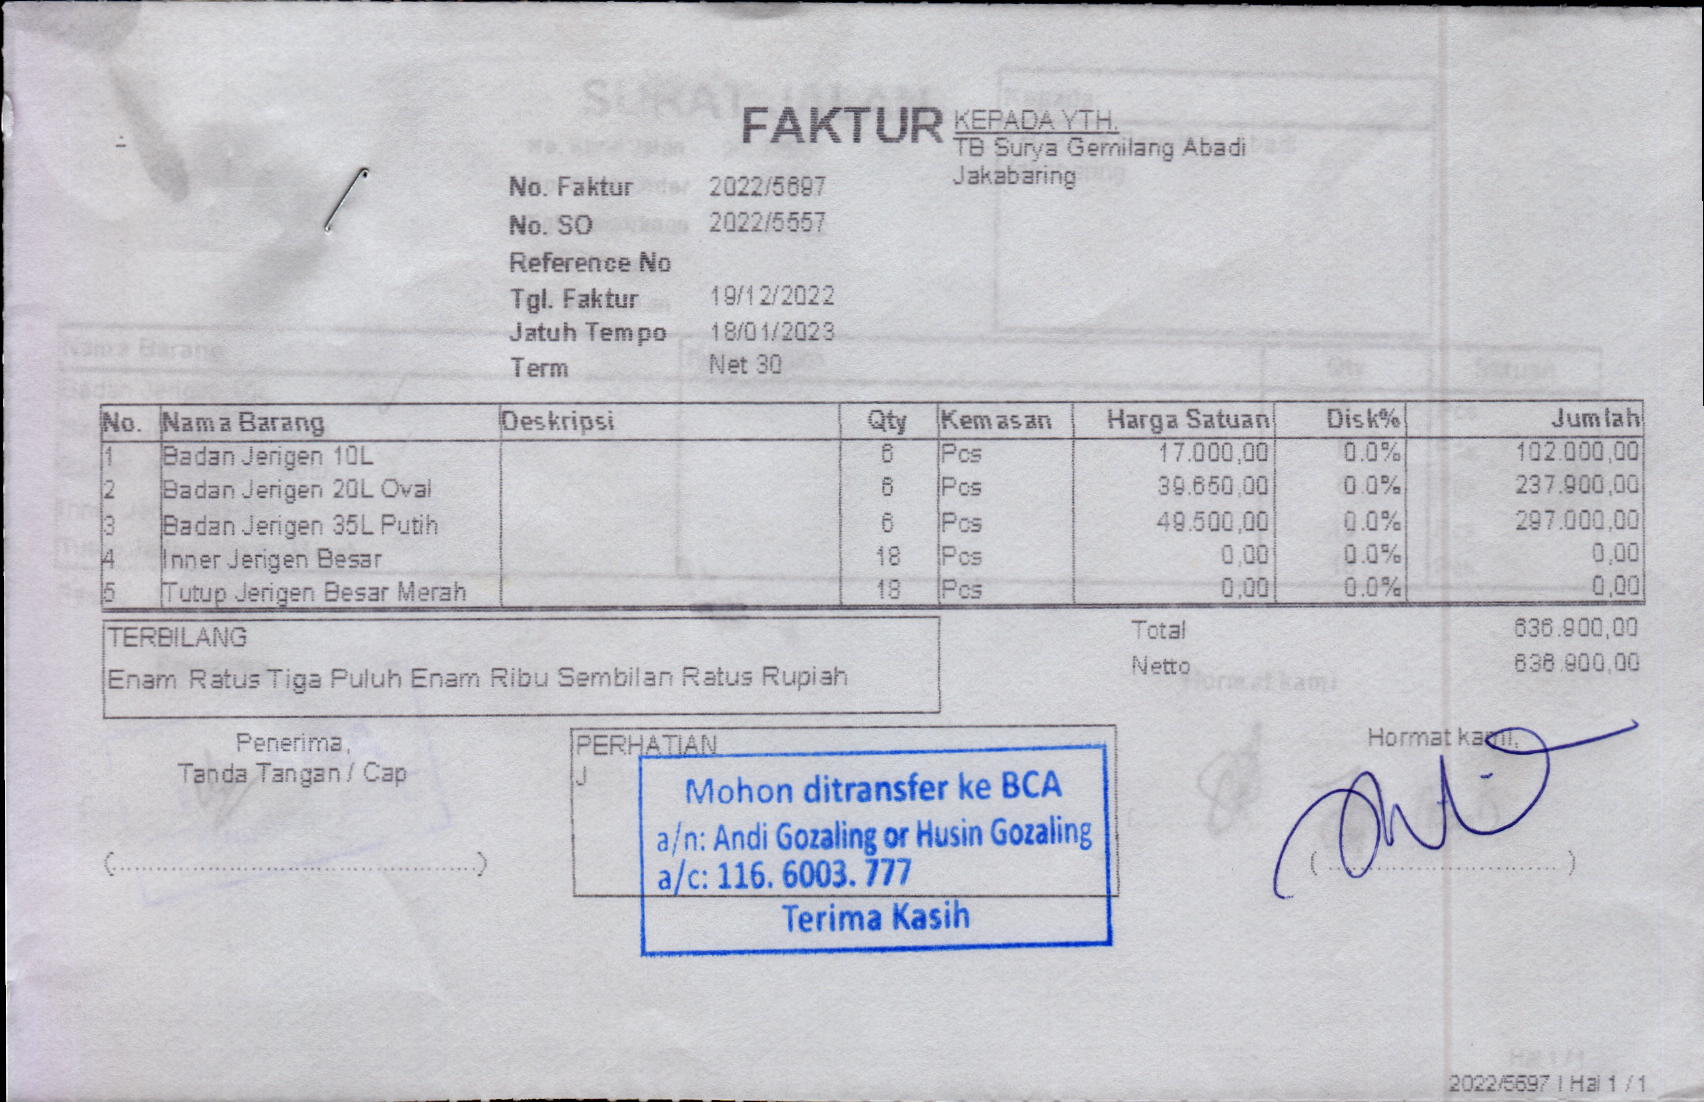 FAKTUR
KEPADA YTH.
TB Surya Gemilang Abadi
Jakabaring
No. Faktur 2022/5697
No. SO 2022/5557
Reference No
Tgl. Faktur 19/12/2022
Jatuh Tempo 18/01/2023
Term Net 30
No. Nama Barang Deskripsi Qty Kemasan Harga Satuan Disk% Jumlah
1 Badan Jerigen 10L 6 Pcs 17.000,00 0.0% 102.000,00
2 Badan Jerigen 20L Oval 6 Pcs 39.650,00 0.0% 237.900,00
3 Badan Jerigen 35L Putih 6 Pcs 49.500,00 0.0% 297.000,00
4 Inner Jerigen Besar 18 Pcs 0,00 0.0% 0,00
5 Tutup Jerigen Besar Merah 18 Pcs 0,00 0.0% 0,00
TERBILANG
Enam Ratus Tiga Puluh Enam Ribu Sembilan Ratus Rupiah
Total 636.900,00
Netto 636.900,00
Penerima,
Tanda Tangan / Cap
(............................................)
PERHATIAN
J
Mohon ditransfer ke BCA
a/n: Andi Gozaling or Husin Gozaling
a/c: 116. 6003. 777
Terima Kasih
Hormat kami,
(............................)
2022/5697 | Hal 1 / 1